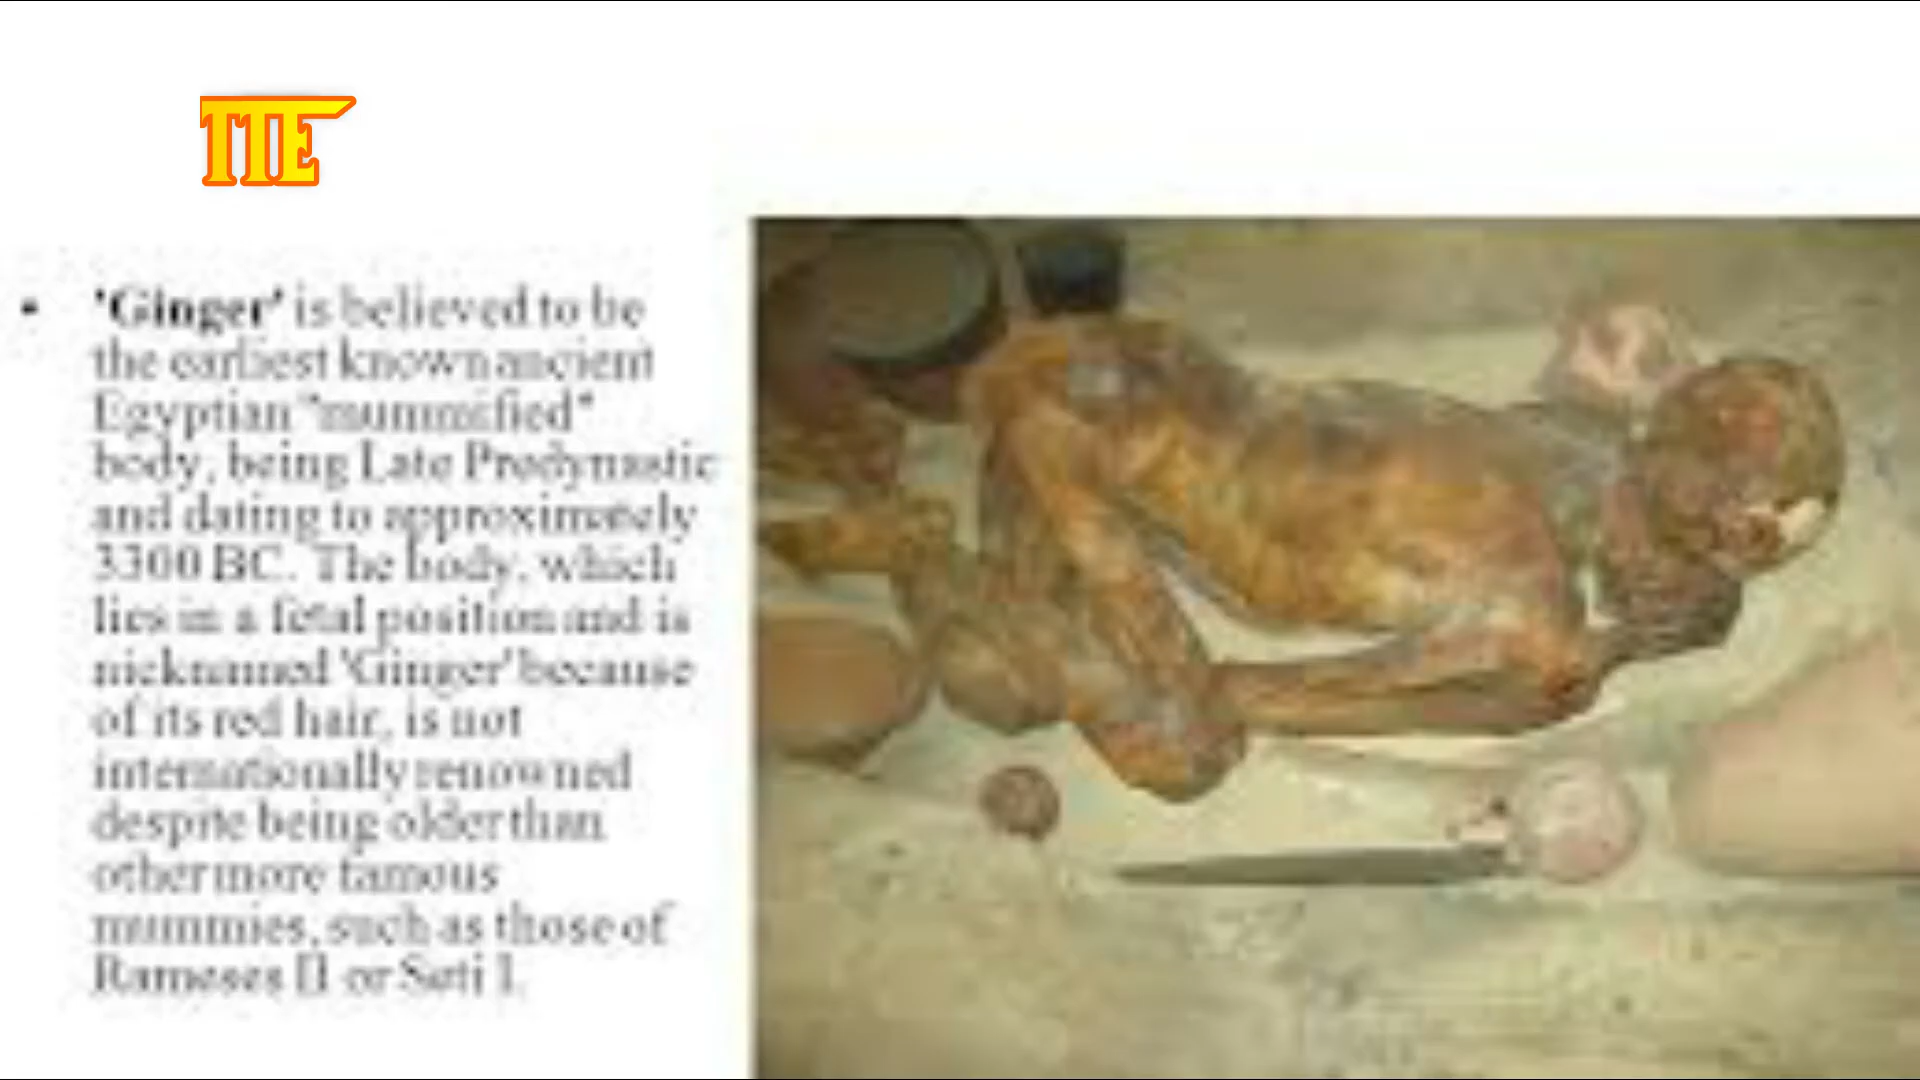 TTE
• 'Ginger' is believed to be
the earliest known ancient
Egyptian "mummified"
body, being Late Predynastic
and dating to approximately
3300 BC. The body, which
lies in a fetal position and is
nicknamed 'Ginger' because
of its red hair, is not
internationally renowned
despite being older than
other more famous
mummies, such as those of
Rameses II or Seti I.